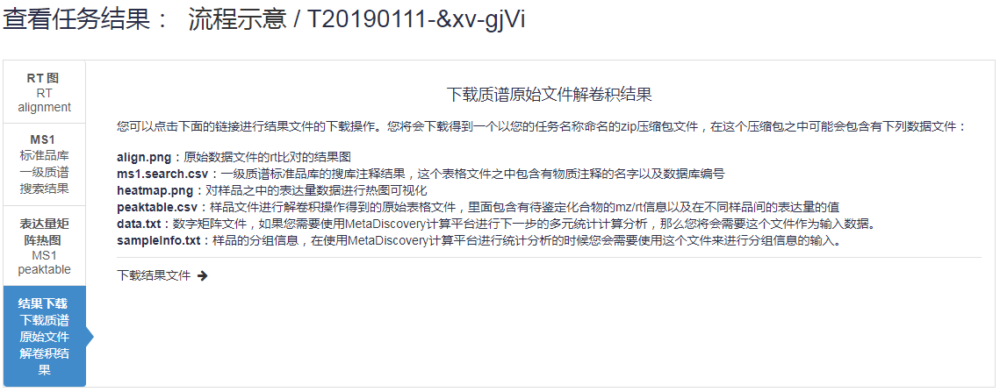 查看任务结果： 流程示意 / T20190111-&xv-gjVi
RT 图
RT
alignment
MS1
标准品库
一级质谱
搜索结果
表达量矩
阵热图
MS1
peaktable
结果下载
下载质谱
原始文件
解卷积结
果
下载质谱原始文件解卷积结果
您可以点击下面的链接进行结果文件的下载操作。您将会下载得到一个以您的任务名称命名的zip压缩包文件，在这个压缩包之中可能会包含有下列数据文件：
align.png：原始数据文件的rt比对的结果图
ms1.search.csv：一级质谱标准品库的搜库注释结果，这个表格文件之中包含有物质注释的名字以及数据库编号
heatmap.png：对样品之中的表达量数据进行热图可视化
peaktable.csv：样品文件进行解卷积操作得到的原始表格文件，里面包含有待鉴定化合物的mz/rt信息以及在不同样品间的表达量的值
data.txt：数字矩阵文件，如果您需要使用MetaDiscovery计算平台进行下一步的多元统计计算分析，那么您将会需要这个文件作为输入数据。
sampleInfo.txt：样品的分组信息，在使用MetaDiscovery计算平台进行统计分析的时候您会需要使用这个文件来进行分组信息的输入。
下载结果文件 →